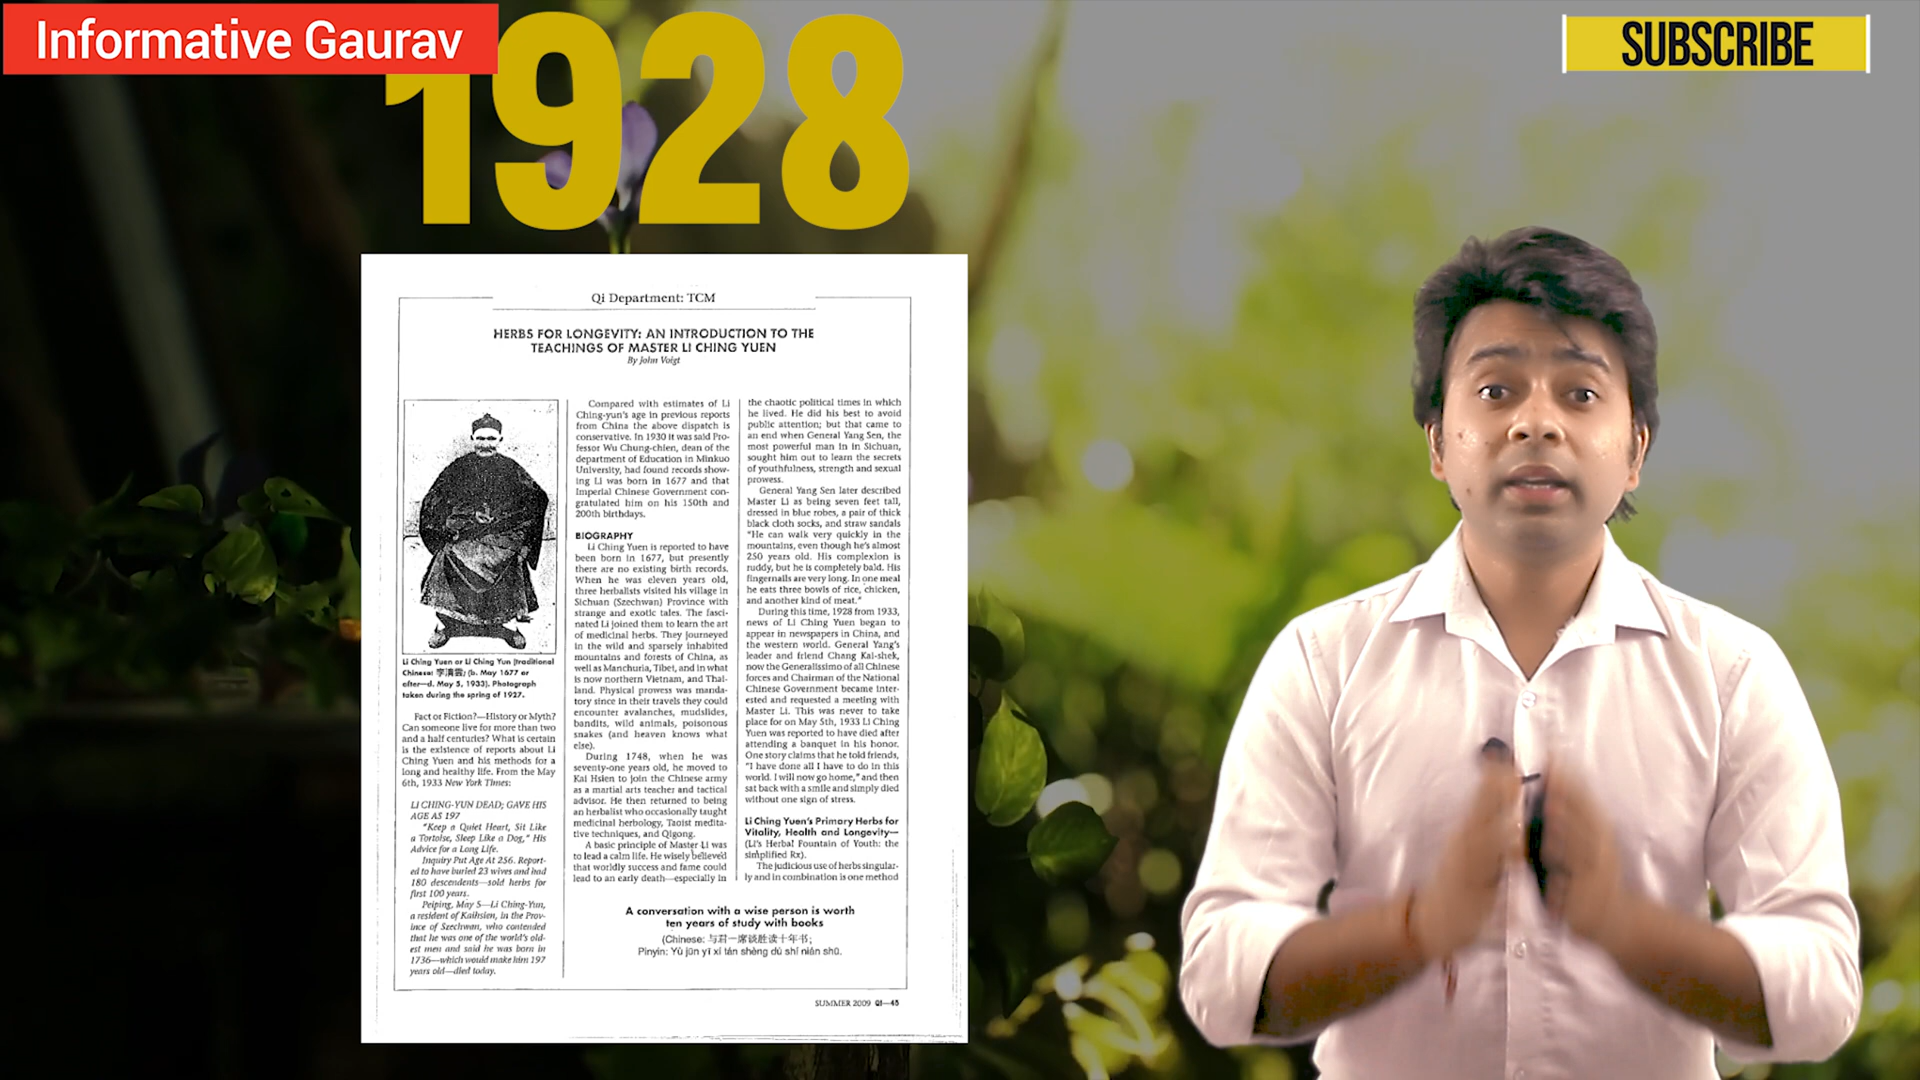 Informative Gaurav
1928
SUBSCRIBE
Qi Department: TCM
HERBS FOR LONGEVITY: AN INTRODUCTION TO THE
TEACHINGS OF MASTER LI CHING YUEN
By John Voigt
Li Ching Yuen or Li Ching Yun (traditional
Chinese: 李清雲) (b. May 1677 or
after—d. May 5, 1933). Photograph
taken during the spring of 1927.
Fact or Fiction?—History or Myth?
Can someone live for more than two
and a half centuries? What is certain
is the existence of reports about Li
Ching Yuen and his methods for a
long and healthy life. From the May
6th, 1933 New York Times:
LI CHING-YUN DEAD; GAVE HIS
AGE AS 197
"Keep a Quiet Heart, Sit Like
a Tortoise, Sleep Like a Dog," His
Advice for a Long Life.
Inquiry Put Age At 256. Report-
ed to have buried 23 wives and had
180 descendents—sold herbs for
first 100 years.
Peiping, May 5—Li Ching-Yun,
a resident of Kaihsien, in the Prov-
ince of Szechwan, who contended
that he was one of the world's old-
est men and said he was born in
1736—which would make him 197
years old—died today.
Compared with estimates of Li
Ching-yun's age in previous reports
from China the above dispatch is
conservative. In 1930 it was said Pro-
fessor Wu Chung-chien, dean of the
department of Education in Minkuo
University, had found records show-
ing Li was born in 1677 and that
Imperial Chinese Government con-
gratulated him on his 150th and
200th birthdays.
BIOGRAPHY
Li Ching Yuen is reported to have
been born in 1677, but presently
there are no existing birth records.
When he was eleven years old,
three herbalists visited his village in
Sichuan (Szechwan) Province with
strange and exotic tales. The fasci-
nated Li joined them to learn the art
of medicinal herbs. They journeyed
in the wild and sparsely inhabited
mountains and forests of China, as
well as Manchuria, Tibet, and in what
is now northern Vietnam, and Thai-
land. Physical prowess was manda-
tory since in their travels they could
encounter avalanches, mudslides,
bandits, wild animals, poisonous
snakes (and heaven knows what
else).
During 1748, when he was
seventy-one years old, he moved to
Kai Hsien to join the Chinese army
as a martial arts teacher and tactical
advisor. He then returned to being
an herbalist who occasionally taught
medicinal herbology, Taoist medita-
tive techniques, and Qigong.
A basic principle of Master Li was
to lead a calm life. He wisely believed
that worldly success and fame could
lead to an early death—especially in
the chaotic political times in which
he lived. He did his best to avoid
public attention; but that came to
an end when General Yang Sen, the
most powerful man in in Sichuan,
sought him out to learn the secrets
of youthfulness, strength and sexual
prowess.
General Yang Sen later described
Master Li as being seven feet tall,
dressed in blue robes, a pair of thick
black cloth socks, and straw sandals
"He can walk very quickly in the
mountains, even though he's almost
250 years old. His complexion is
ruddy, but he is completely bald. His
fingernails are very long. In one meal
he eats three bowls of rice, chicken,
and another kind of meat."
During this time, 1928 from 1933,
news of Li Ching Yuen began to
appear in newspapers in China, and
the western world. General Yang's
leader and friend Chang Kai-shek,
now the Generalissimo of all Chinese
forces and Chairman of the National
Chinese Government became inter-
ested and requested a meeting with
Master Li. This was never to take
place for on May 5th, 1933 Li Ching
Yuen was reported to have died after
attending a banquet in his honor.
One story claims that he told friends,
"I have done all I have to do in this
world. I will now go home," and then
sat back with a smile and simply died
without one sign of stress.
Li Ching Yuen's Primary Herbs for
Vitality, Health and Longevity—
(Li's Herbal Fountain of Youth: the
simplified Rx).
The judicious use of herbs singular-
ly and in combination is one method
A conversation with a wise person is worth
ten years of study with books
(Chinese: 与君一席谈胜读十年书;
Pinyin: Yǔ jūn yī xí tán shèng dú shí nián shū.
SUMMER 2009 QI—45